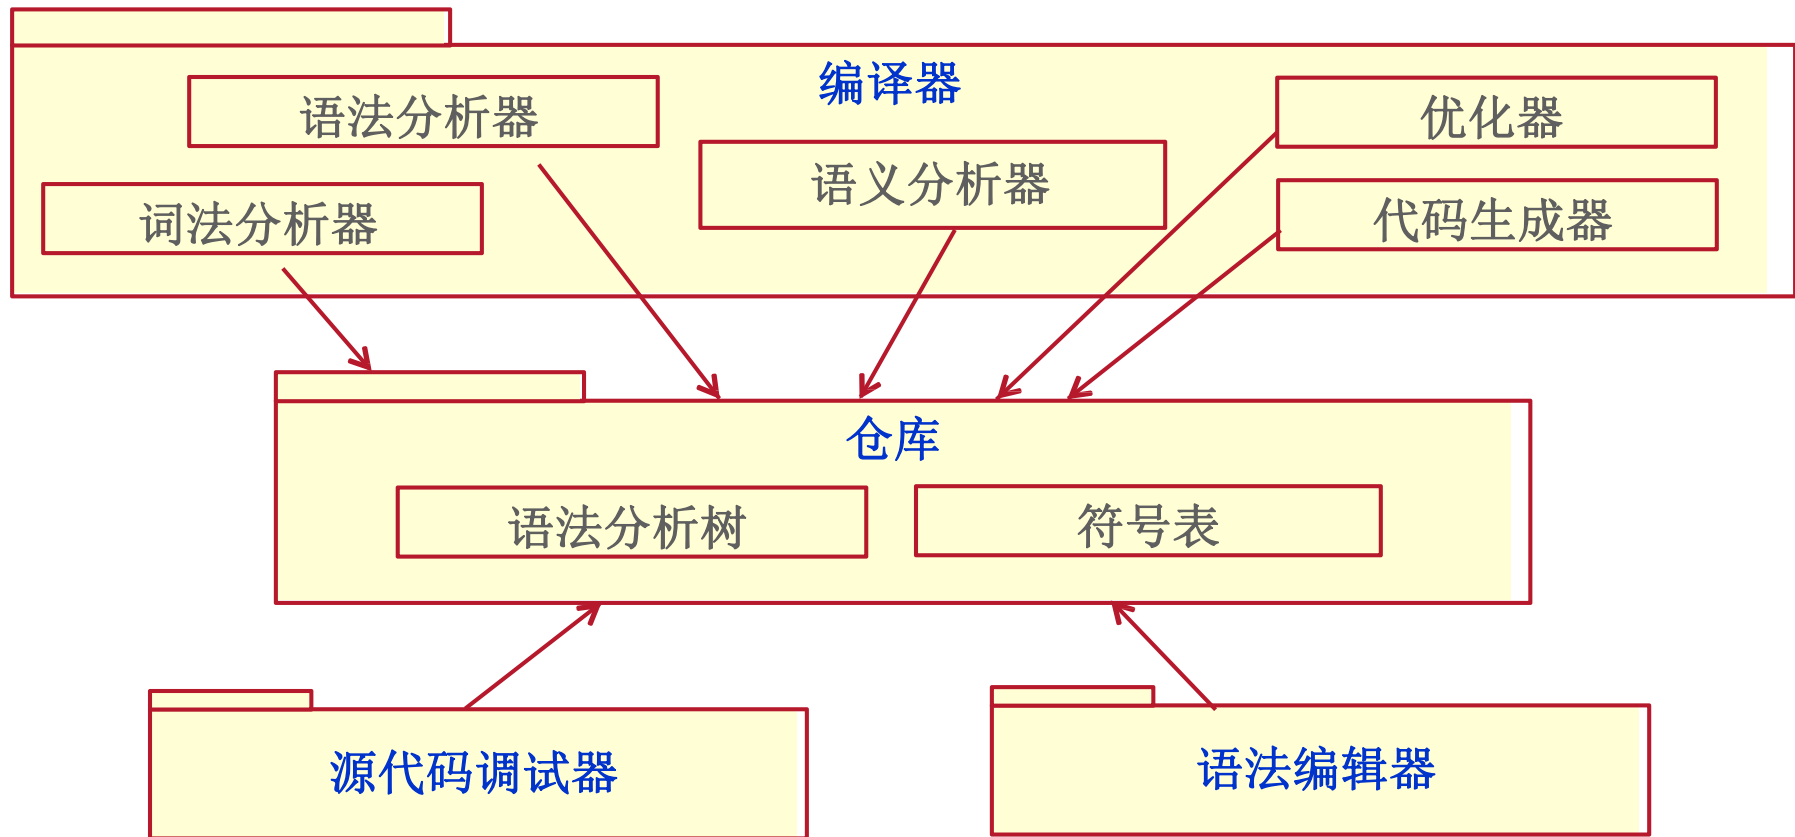 编译器
语法分析器
优化器
语义分析器
词法分析器
代码生成器
仓库
语法分析树
符号表
源代码调试器
语法编辑器